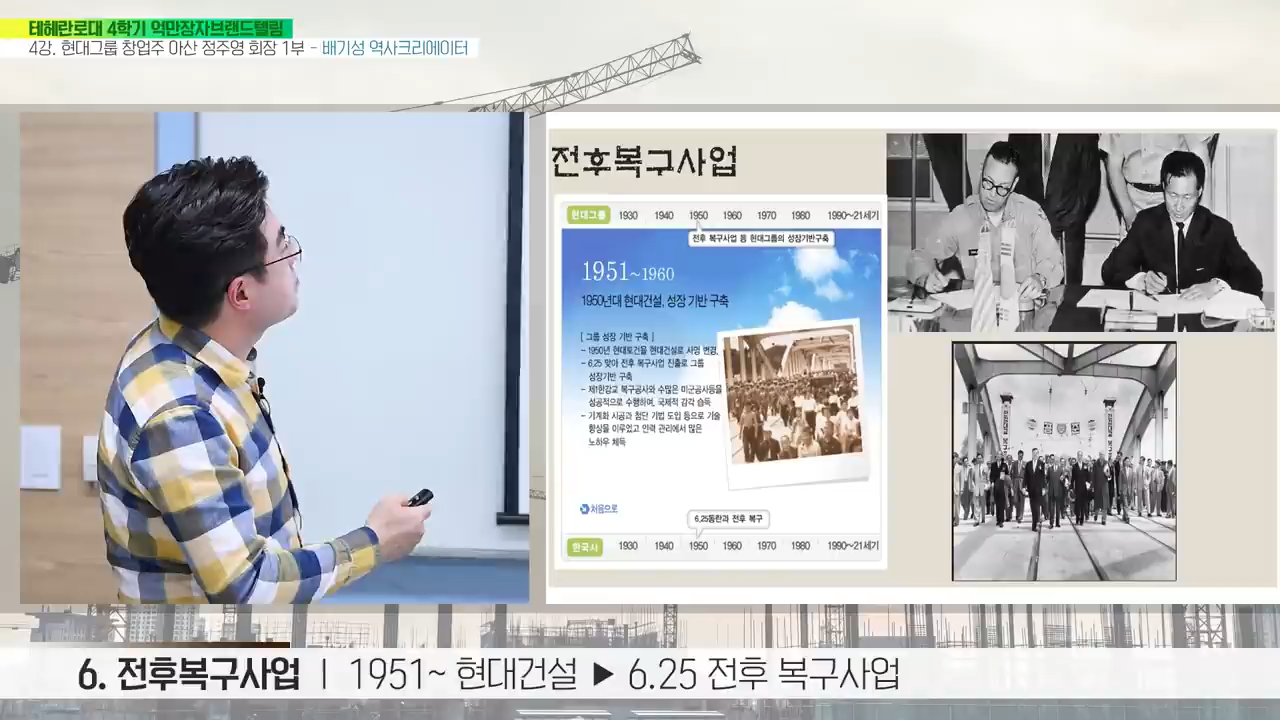 테헤란로대 4학기 억만장자브랜드텔링
4강. 현대그룹 창업주 아산 정주영 회장 1부 - 배기성 역사크리에이터
전후복구사업
현대그룹 1930 1940 1950 1960 1970 1980 1990~21세기
전후 복구사업 등 현대그룹의 성장기반구축
1951~1960
1950년대 현대건설, 성장 기반 구축
[ 그룹 성장 기반 구축 ]
- 1950년 현대토건을 현대건설로 사명 변경,
- 6.25 맞아 전후 복구사업 진출로 그룹
성장기반 구축
- 제1한강교 복구공사와 수많은 미군공사등을
성공적으로 수행하며, 국제적 감각 습득
- 기계화 시공과 첨단 기법 도입 등으로 기술
향상을 이루었고 인력 관리에서 많은
노하우 체득
처음으로
6.25동란과 전후 복구
한국사 1930 1940 1950 1960 1970 1980 1990~21세기
6. 전후복구사업 | 1951~ 현대건설 ▶ 6.25 전후 복구사업